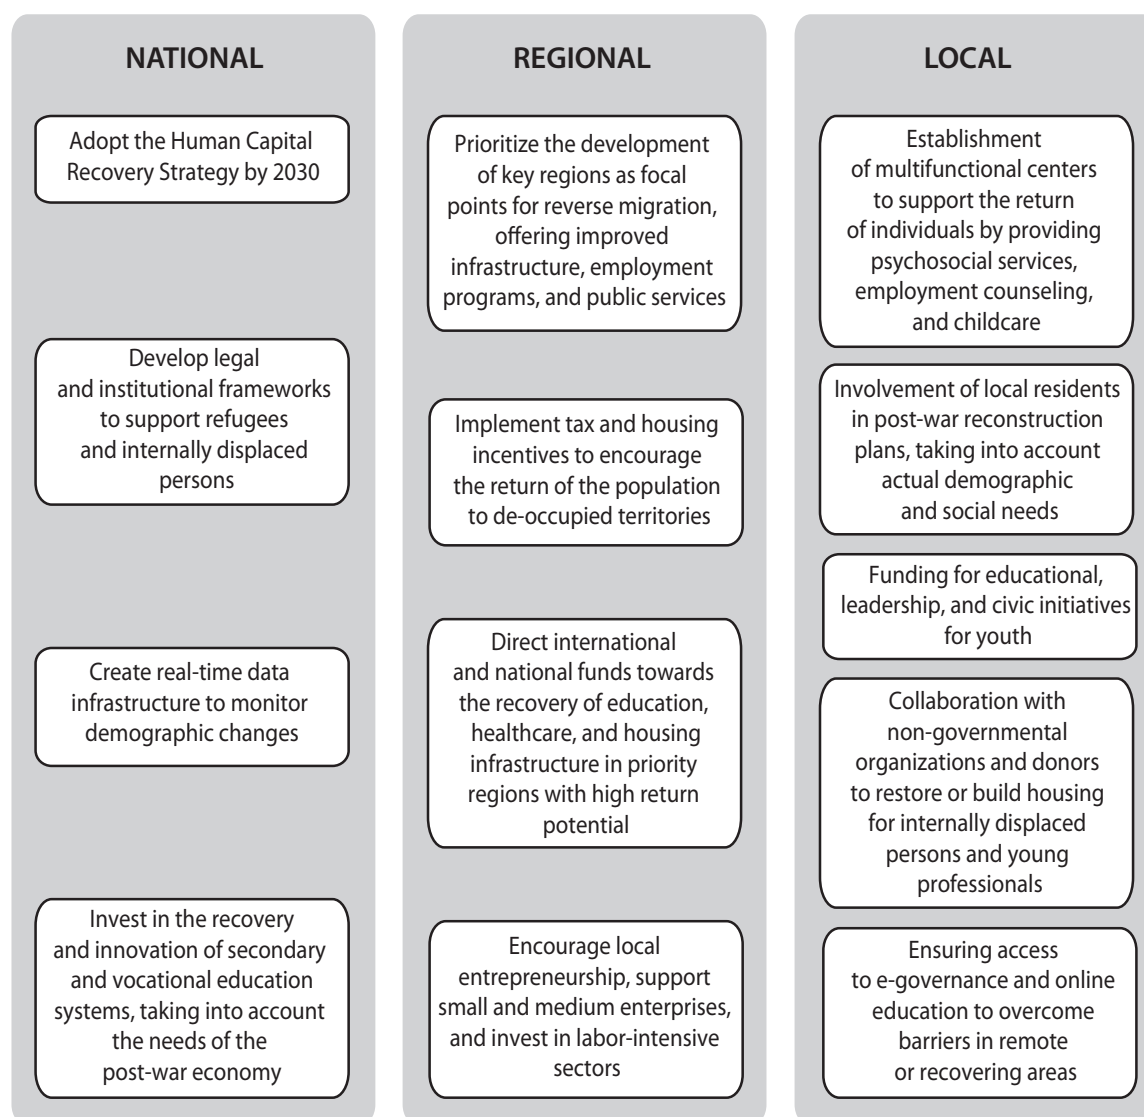 NATIONAL
Adopt the Human Capital
Recovery Strategy by 2030
Develop legal
and institutional frameworks
to support refugees
and internally displaced
persons
Create real-time data
infrastructure to monitor
demographic changes
Invest in the recovery
and innovation of secondary
and vocational education
systems, taking into account
the needs of the
post-war economy
REGIONAL
Prioritize the development
of key regions as focal
points for reverse migration,
offering improved
infrastructure, employment
programs, and public services
Implement tax and housing
incentives to encourage
the return of the population
to de-occupied territories
Direct international
and national funds towards
the recovery of education,
healthcare, and housing
infrastructure in priority
regions with high return
potential
Encourage local
entrepreneurship, support
small and medium enterprises,
and invest in labor-intensive
sectors
LOCAL
Establishment
of multifunctional centers
to support the return
of individuals by providing
psychosocial services,
employment counseling,
and childcare
Involvement of local residents
in post-war reconstruction
plans, taking into account
actual demographic
and social needs
Funding for educational,
leadership, and civic initiatives
for youth
Collaboration with
non-governmental
organizations and donors
to restore or build housing
for internally displaced
persons and young
professionals
Ensuring access
to e-governance and online
education to overcome
barriers in remote
or recovering areas